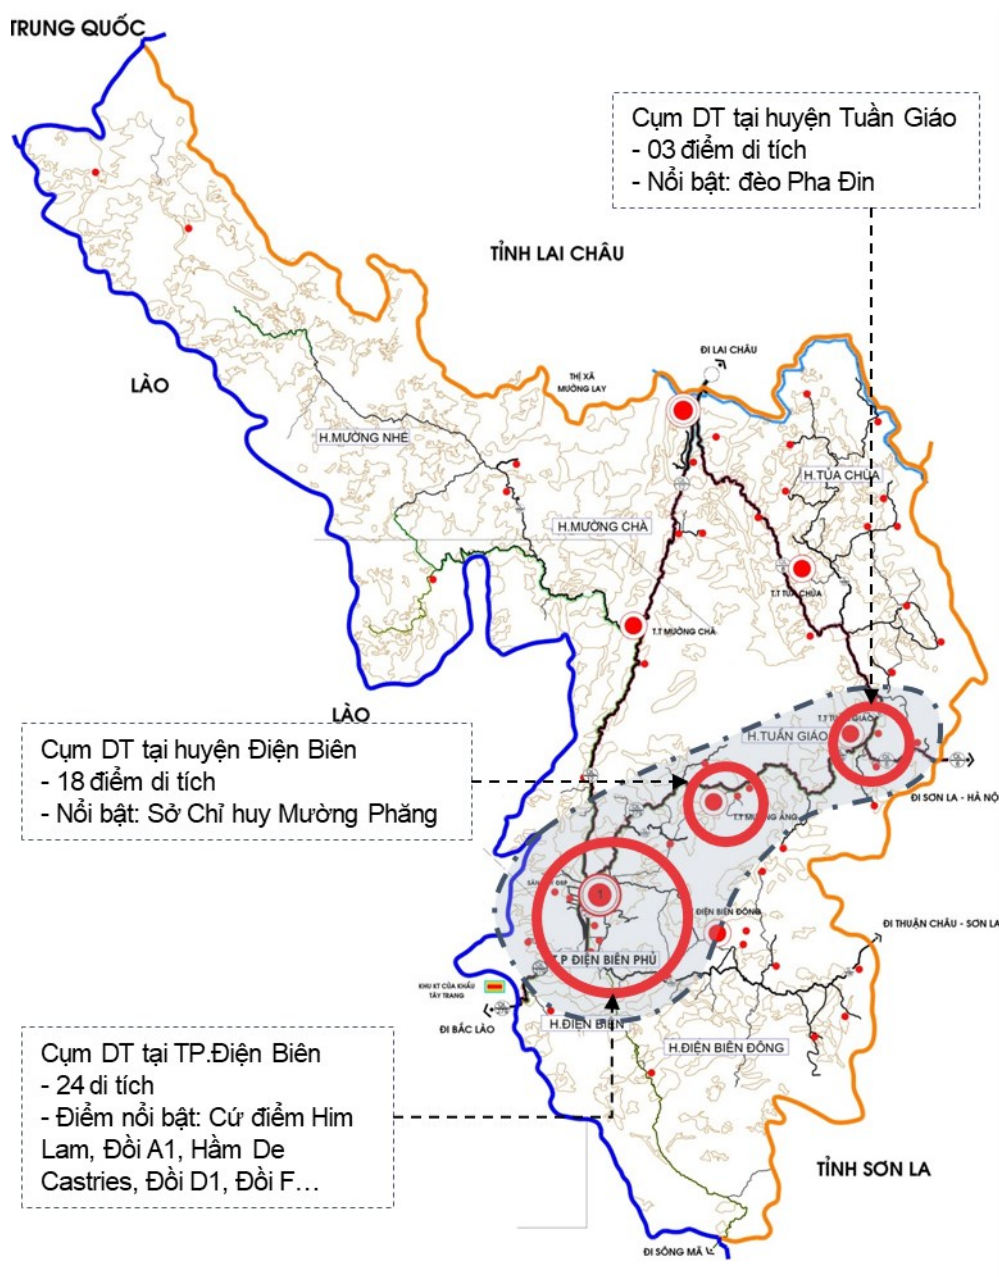 TRUNG QUỐC
Cụm DT tại huyện Tuần Giáo
- 03 điểm di tích
- Nổi bật: đèo Pha Đin
TỈNH LAI CHÂU
ĐI LAI CHÂU
LÀO
THỊ XÃ
MƯỜNG LAY
H.MƯỜNG NHÉ
H.TỦA CHÙA
H.MƯỜNG CHÀ
T.T TỦA CHÙA
T.T MƯỜNG CHÀ
LÀO
H.TUẦN GIÁO
Cụm DT tại huyện Điện Biên
- 18 điểm di tích
- Nổi bật: Sở Chỉ huy Mường Phăng
ĐI SƠN LA - HÀ NỘ
T.T MƯỜNG ẢNG
ĐIỆN BIÊN ĐÔNG
ĐI THUẬN CHÂU - SƠN LA
T.P ĐIỆN BIÊN PHỦ
KHU KT CỬA KHẨU
TÂY TRANG
ĐI BẮC LÀO
H.ĐIỆN BIÊN
H.ĐIỆN BIÊN ĐÔNG
Cụm DT tại TP.Điện Biên
- 24 di tích
- Điểm nổi bật: Cứ điểm Him
Lam, Đồi A1, Hầm De
Castries, Đồi D1, Đồi F…
TỈNH SƠN LA
ĐI SÔNG MÃ